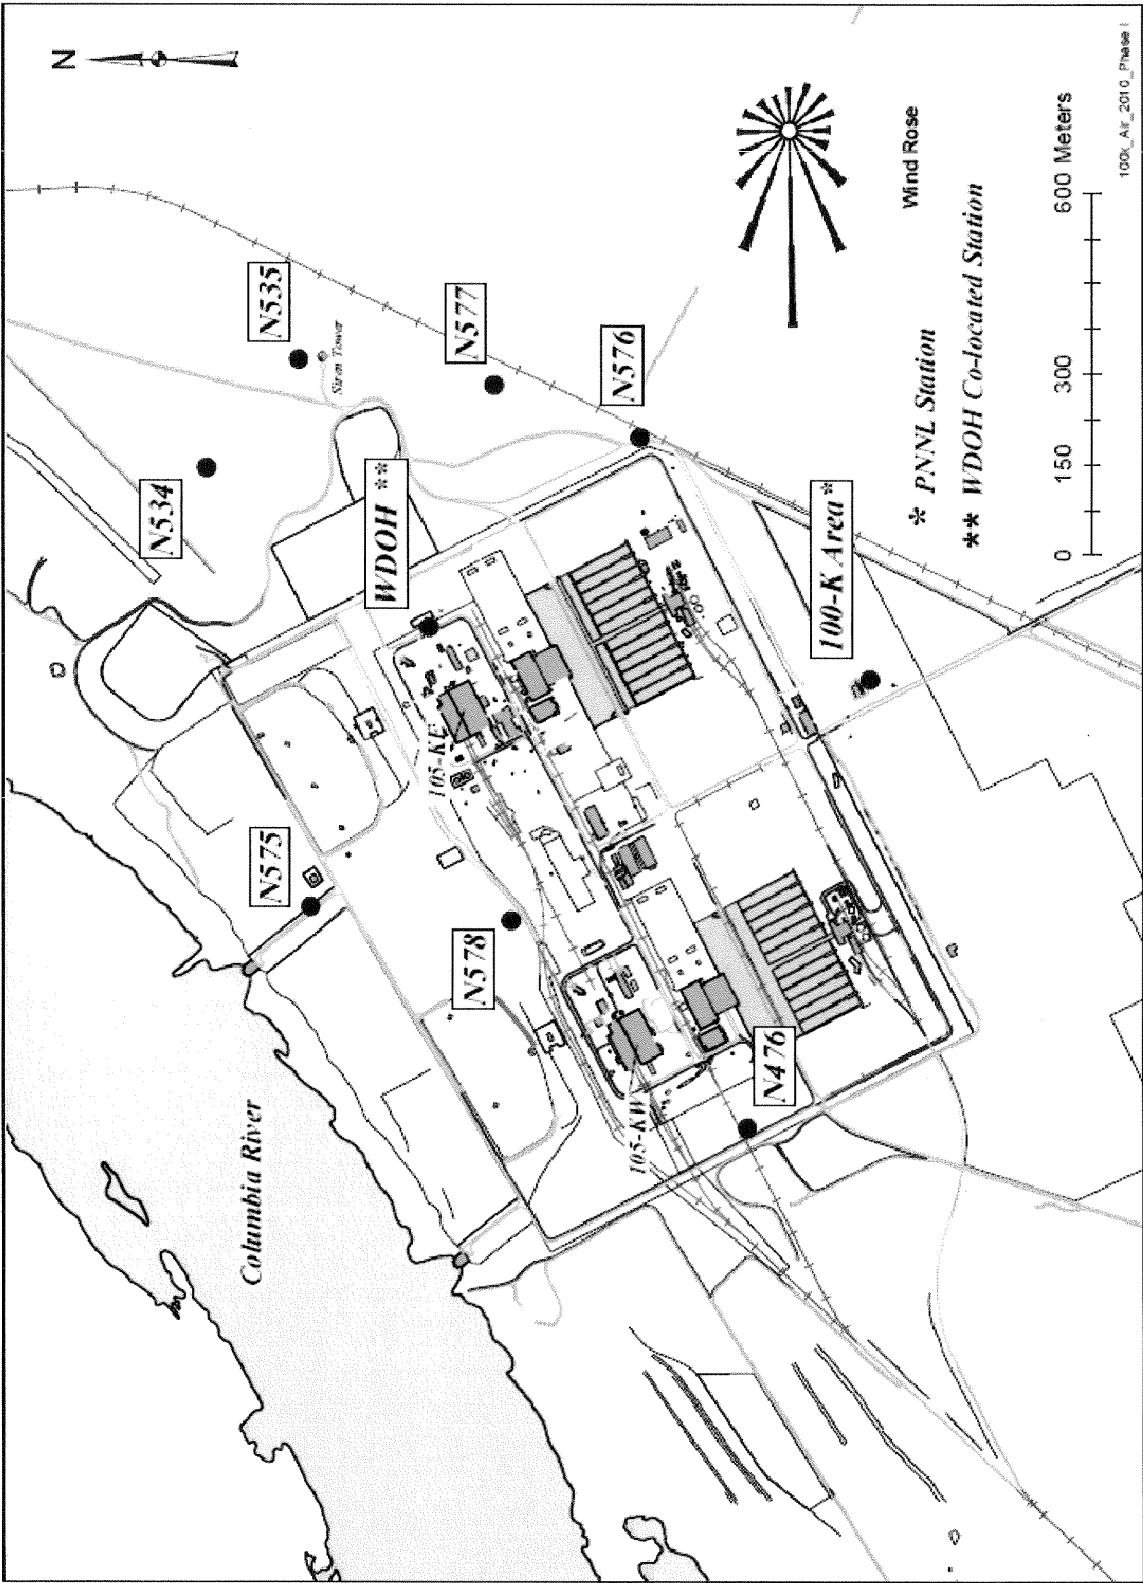 N
N534
N535
Siren Tower
N577
WDOH **
N576
N575
105-KE
N578
Columbia River
105-KW
N476
100-K Area *
Wind Rose
* PNNL Station
** WDOH Co-located Station
0 150 300 600 Meters
100k_Air_2010_Phase I